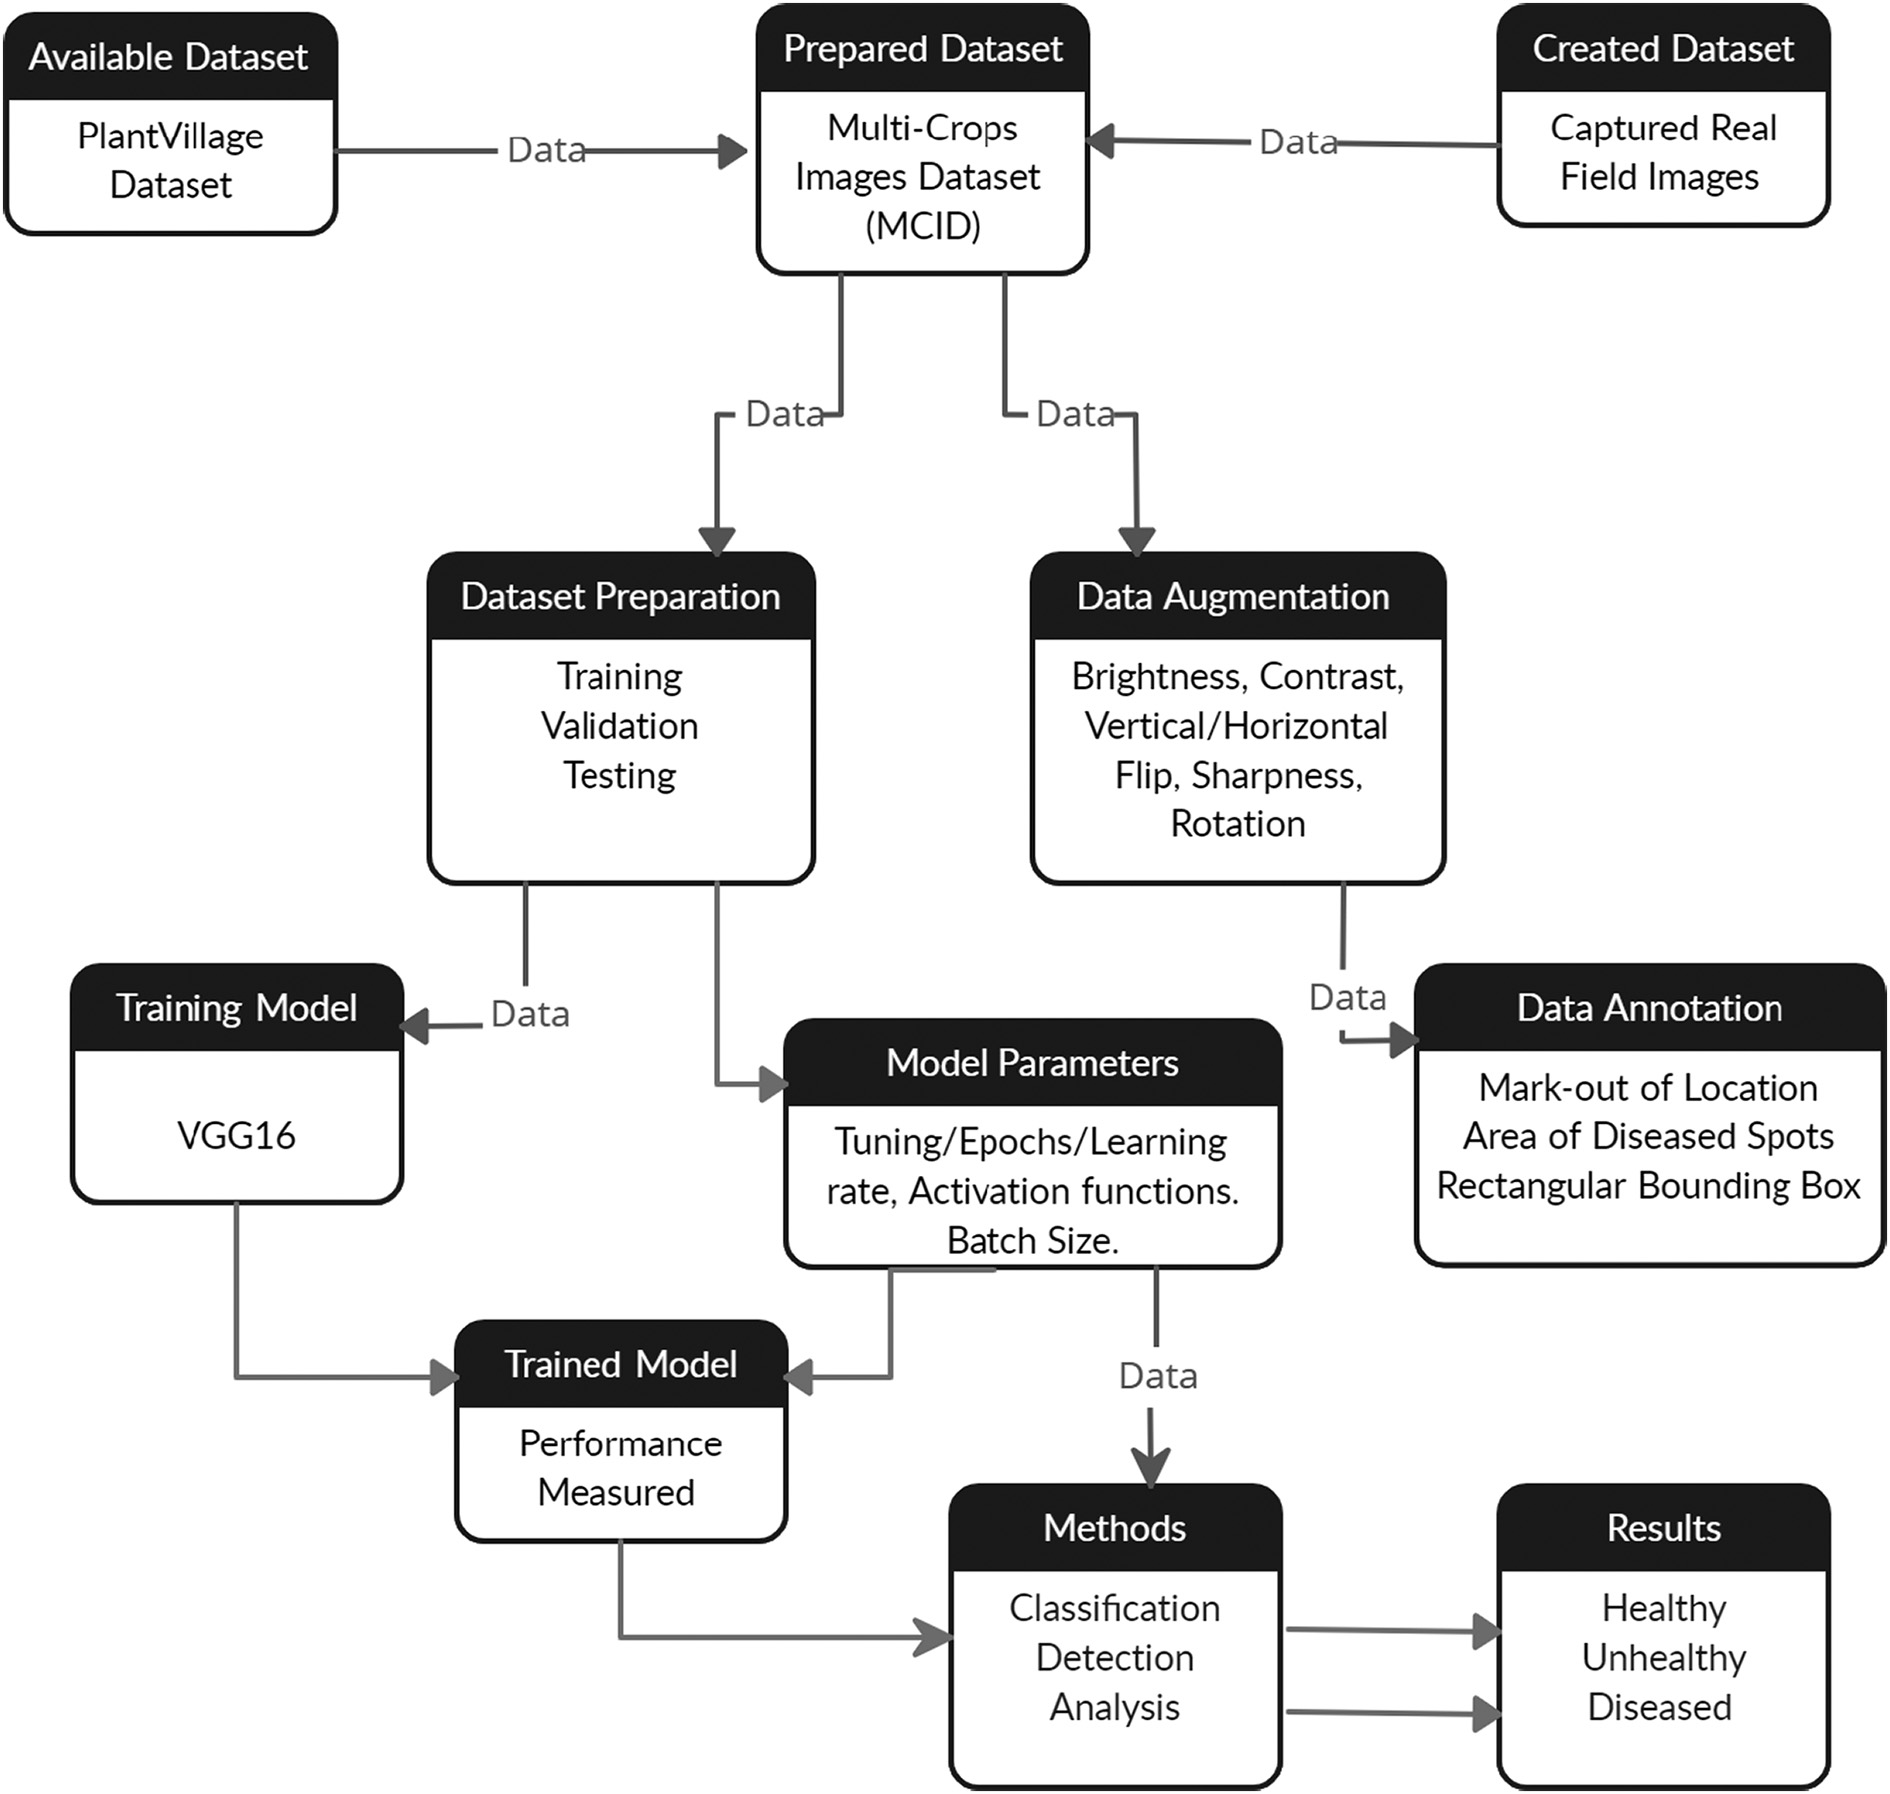 Available Dataset
PlantVillage
Dataset
Data
Prepared Dataset
Multi-Crops
Images Dataset
(MCID)
Data
Created Dataset
Captured Real
Field Images
Data
Data
Dataset Preparation
Training
Validation
Testing
Data Augmentation
Brightness, Contrast,
Vertical/Horizontal
Flip, Sharpness,
Rotation
Data
Data
Training Model
VGG16
Model Parameters
Tuning/Epochs/Learning
rate, Activation functions.
Batch Size.
Data Annotation
Mark-out of Location
Area of Diseased Spots
Rectangular Bounding Box
Trained Model
Performance
Measured
Data
Methods
Classification
Detection
Analysis
Results
Healthy
Unhealthy
Diseased